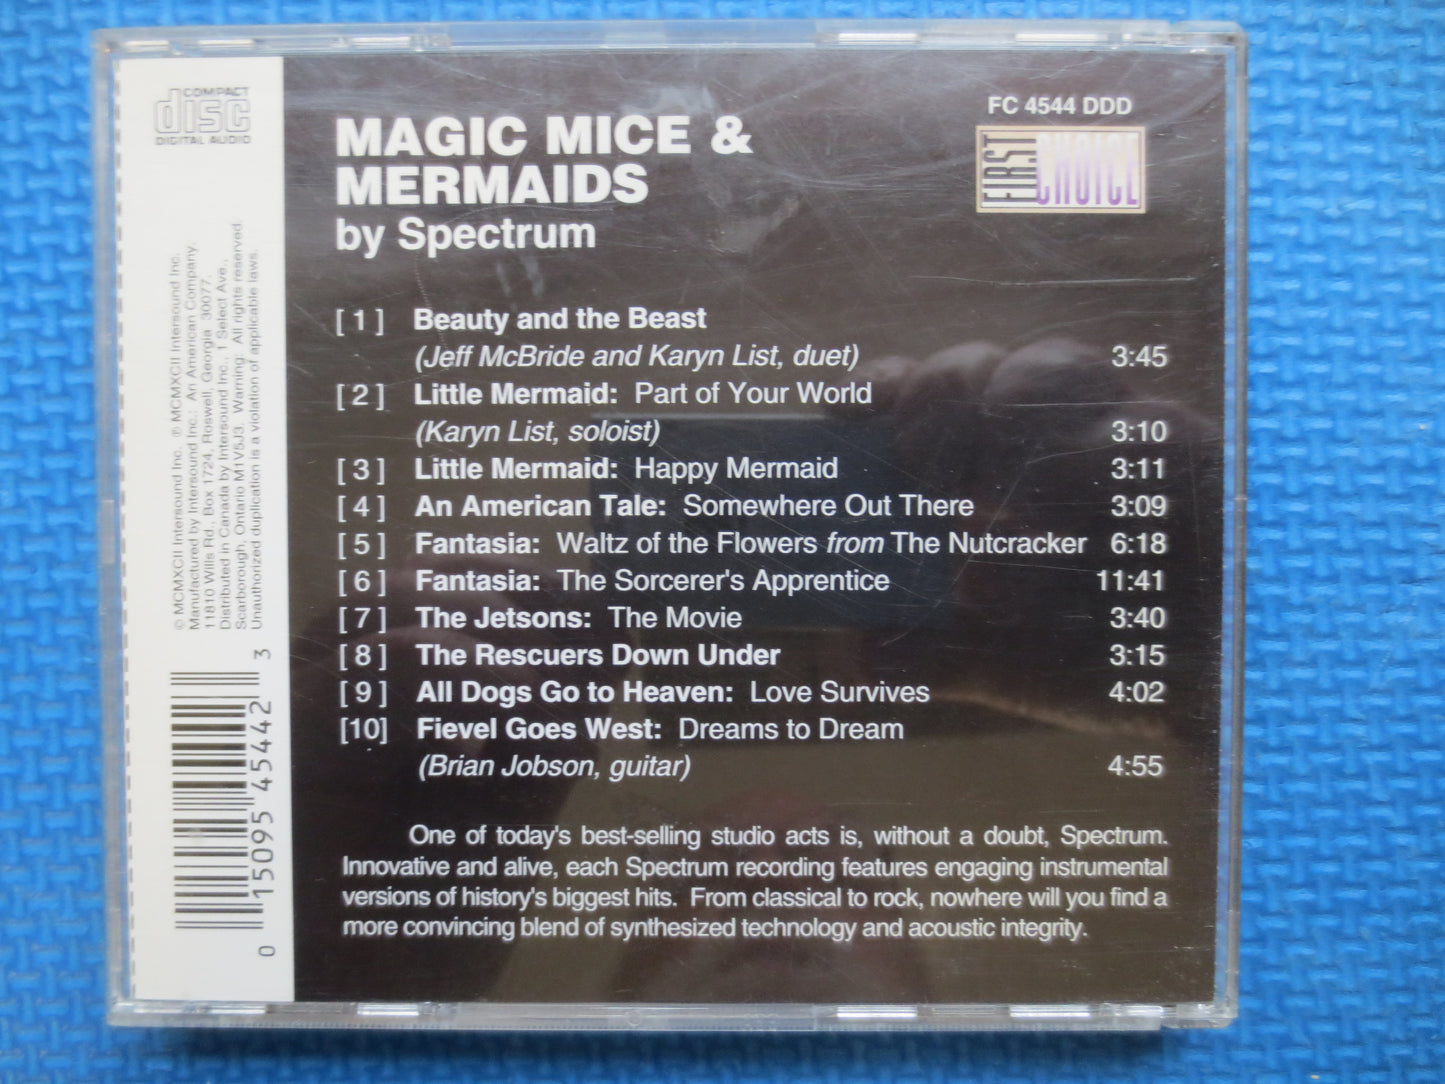 COMPACT
disc
DIGITAL AUDIO
FC 4544 DDD
FIRST CHOICE
MAGIC MICE &
MERMAIDS
by Spectrum
[ 1 ] Beauty and the Beast
(Jeff McBride and Karyn List, duet) 3:45
[ 2 ] Little Mermaid: Part of Your World
(Karyn List, soloist) 3:10
[ 3 ] Little Mermaid: Happy Mermaid 3:11
[ 4 ] An American Tale: Somewhere Out There 3:09
[ 5 ] Fantasia: Waltz of the Flowers from The Nutcracker 6:18
[ 6 ] Fantasia: The Sorcerer's Apprentice 11:41
[ 7 ] The Jetsons: The Movie 3:40
[ 8 ] The Rescuers Down Under 3:15
[ 9 ] All Dogs Go to Heaven: Love Survives 4:02
[10] Fievel Goes West: Dreams to Dream
(Brian Jobson, guitar) 4:55
One of today's best-selling studio acts is, without a doubt, Spectrum.
Innovative and alive, each Spectrum recording features engaging instrumental
versions of history's biggest hits. From classical to rock, nowhere will you find a
more convincing blend of synthesized technology and acoustic integrity.
© MCMXCII Intersound Inc. ℗ MCMXCII Intersound Inc.
Manufactured by Intersound Inc.: An American Company.
11810 Wills Rd., Box 1724, Roswell, Georgia 30077.
Distributed in Canada by Intersound Inc., 1 Select Ave.,
Scarborough, Ontario M1V5J3. Warning: All rights reserved.
Unauthorized duplication is a violation of applicable laws.
0 15095 45442 3